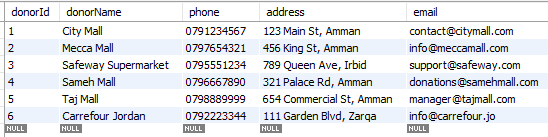 donorId donorName phone address email
1 City Mall 0791234567 123 Main St, Amman contact@citymall.com
2 Mecca Mall 0797654321 456 King St, Amman info@meccamall.com
3 Safeway Supermarket 0795551234 789 Queen Ave, Irbid support@safeway.com
4 Sameh Mall 0796667890 321 Palace Rd, Amman donations@samehmall.com
5 Taj Mall 0798889999 654 Commercial St, Amman manager@tajmall.com
6 Carrefour Jordan 0792223344 111 Garden Blvd, Zarqa info@carrefour.jo
NULL NULL NULL NULL NULL